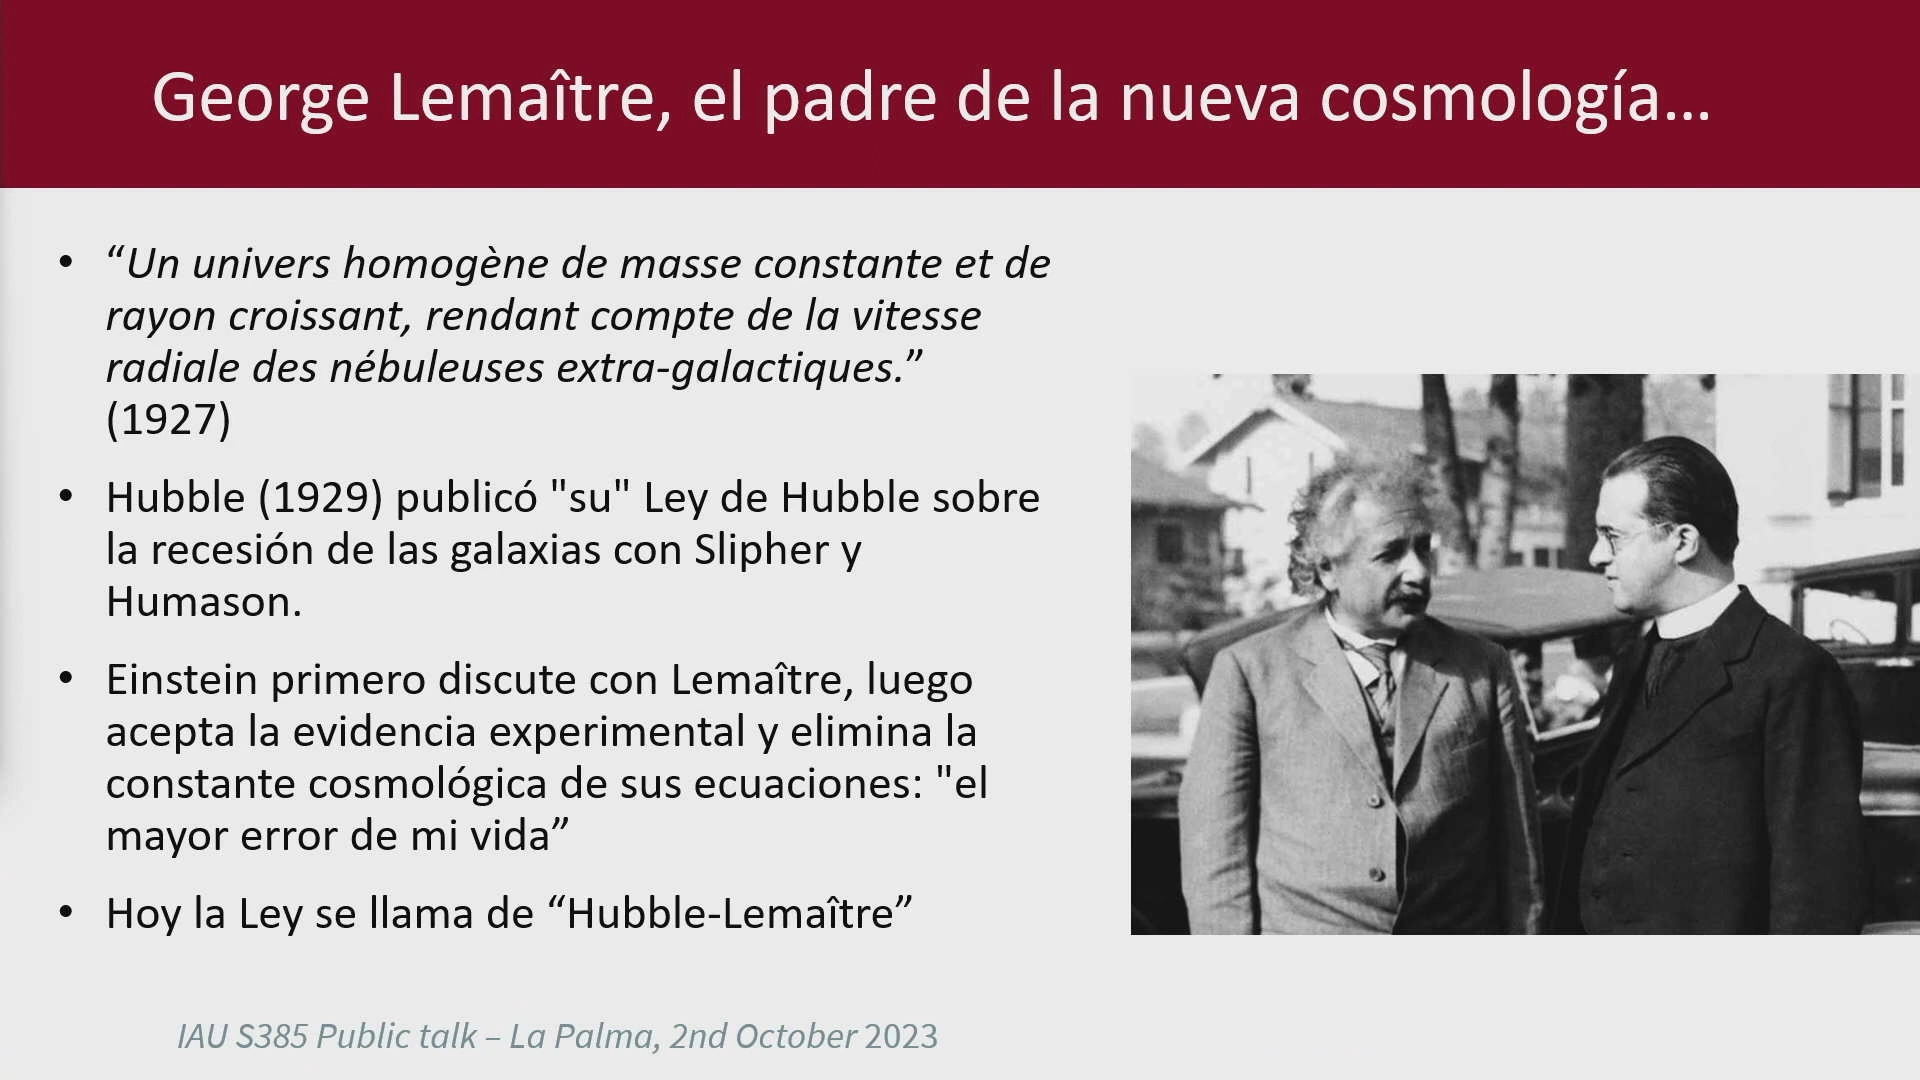 George Lemaître, el padre de la nueva cosmología...
• “Un univers homogène de masse constante et de
rayon croissant, rendant compte de la vitesse
radiale des nébuleuses extra-galactiques.”
(1927)
• Hubble (1929) publicó "su" Ley de Hubble sobre
la recesión de las galaxias con Slipher y
Humason.
• Einstein primero discute con Lemaître, luego
acepta la evidencia experimental y elimina la
constante cosmológica de sus ecuaciones: "el
mayor error de mi vida”
• Hoy la Ley se llama de “Hubble-Lemaître”
IAU S385 Public talk – La Palma, 2nd October 2023